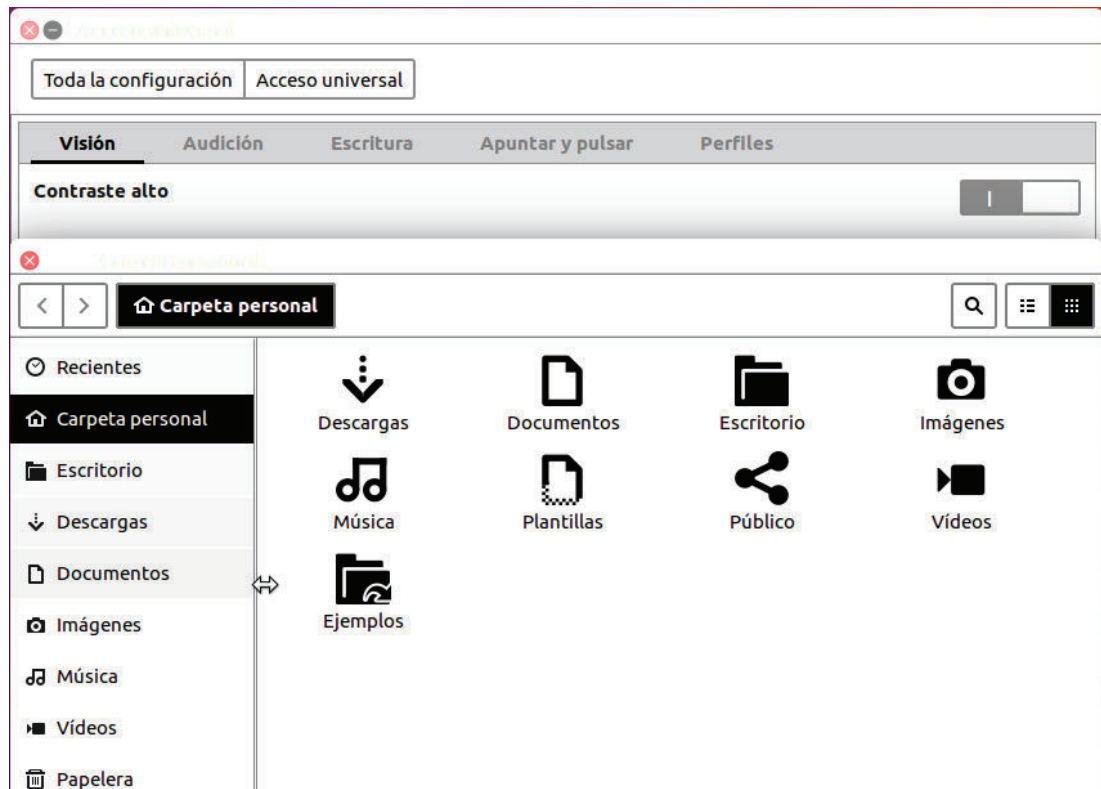 Toda la configuración Acceso universal
Visión Audición Escritura Apuntar y pulsar Perfiles
Contraste alto
Carpeta personal
Recientes
Carpeta personal
Escritorio
Descargas
Documentos
Imágenes
Música
Vídeos
Papelera
Descargas Documentos Escritorio Imágenes
Música Plantillas Público Vídeos
Ejemplos